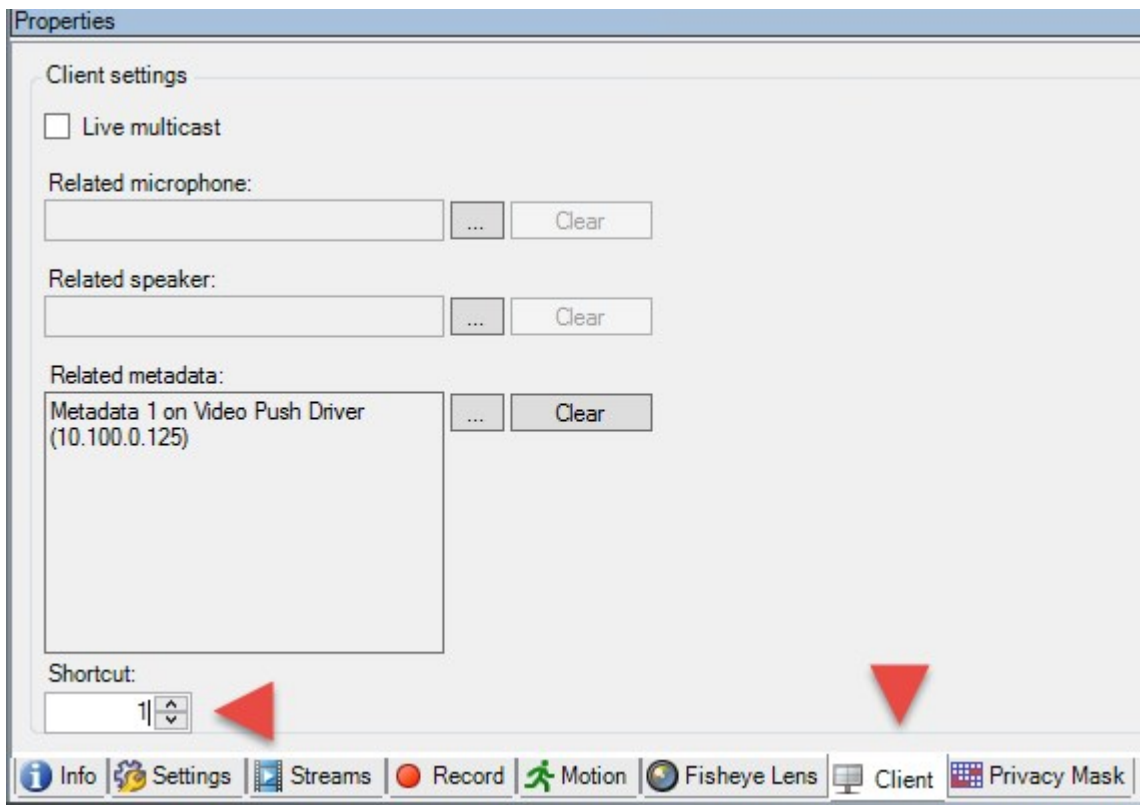 Properties
Client settings
Live multicast
Related microphone:
... Clear
Related speaker:
... Clear
Related metadata:
Metadata 1 on Video Push Driver
(10.100.0.125)
... Clear
Shortcut:
1
Info Settings Streams Record Motion Fisheye Lens Client Privacy Mask